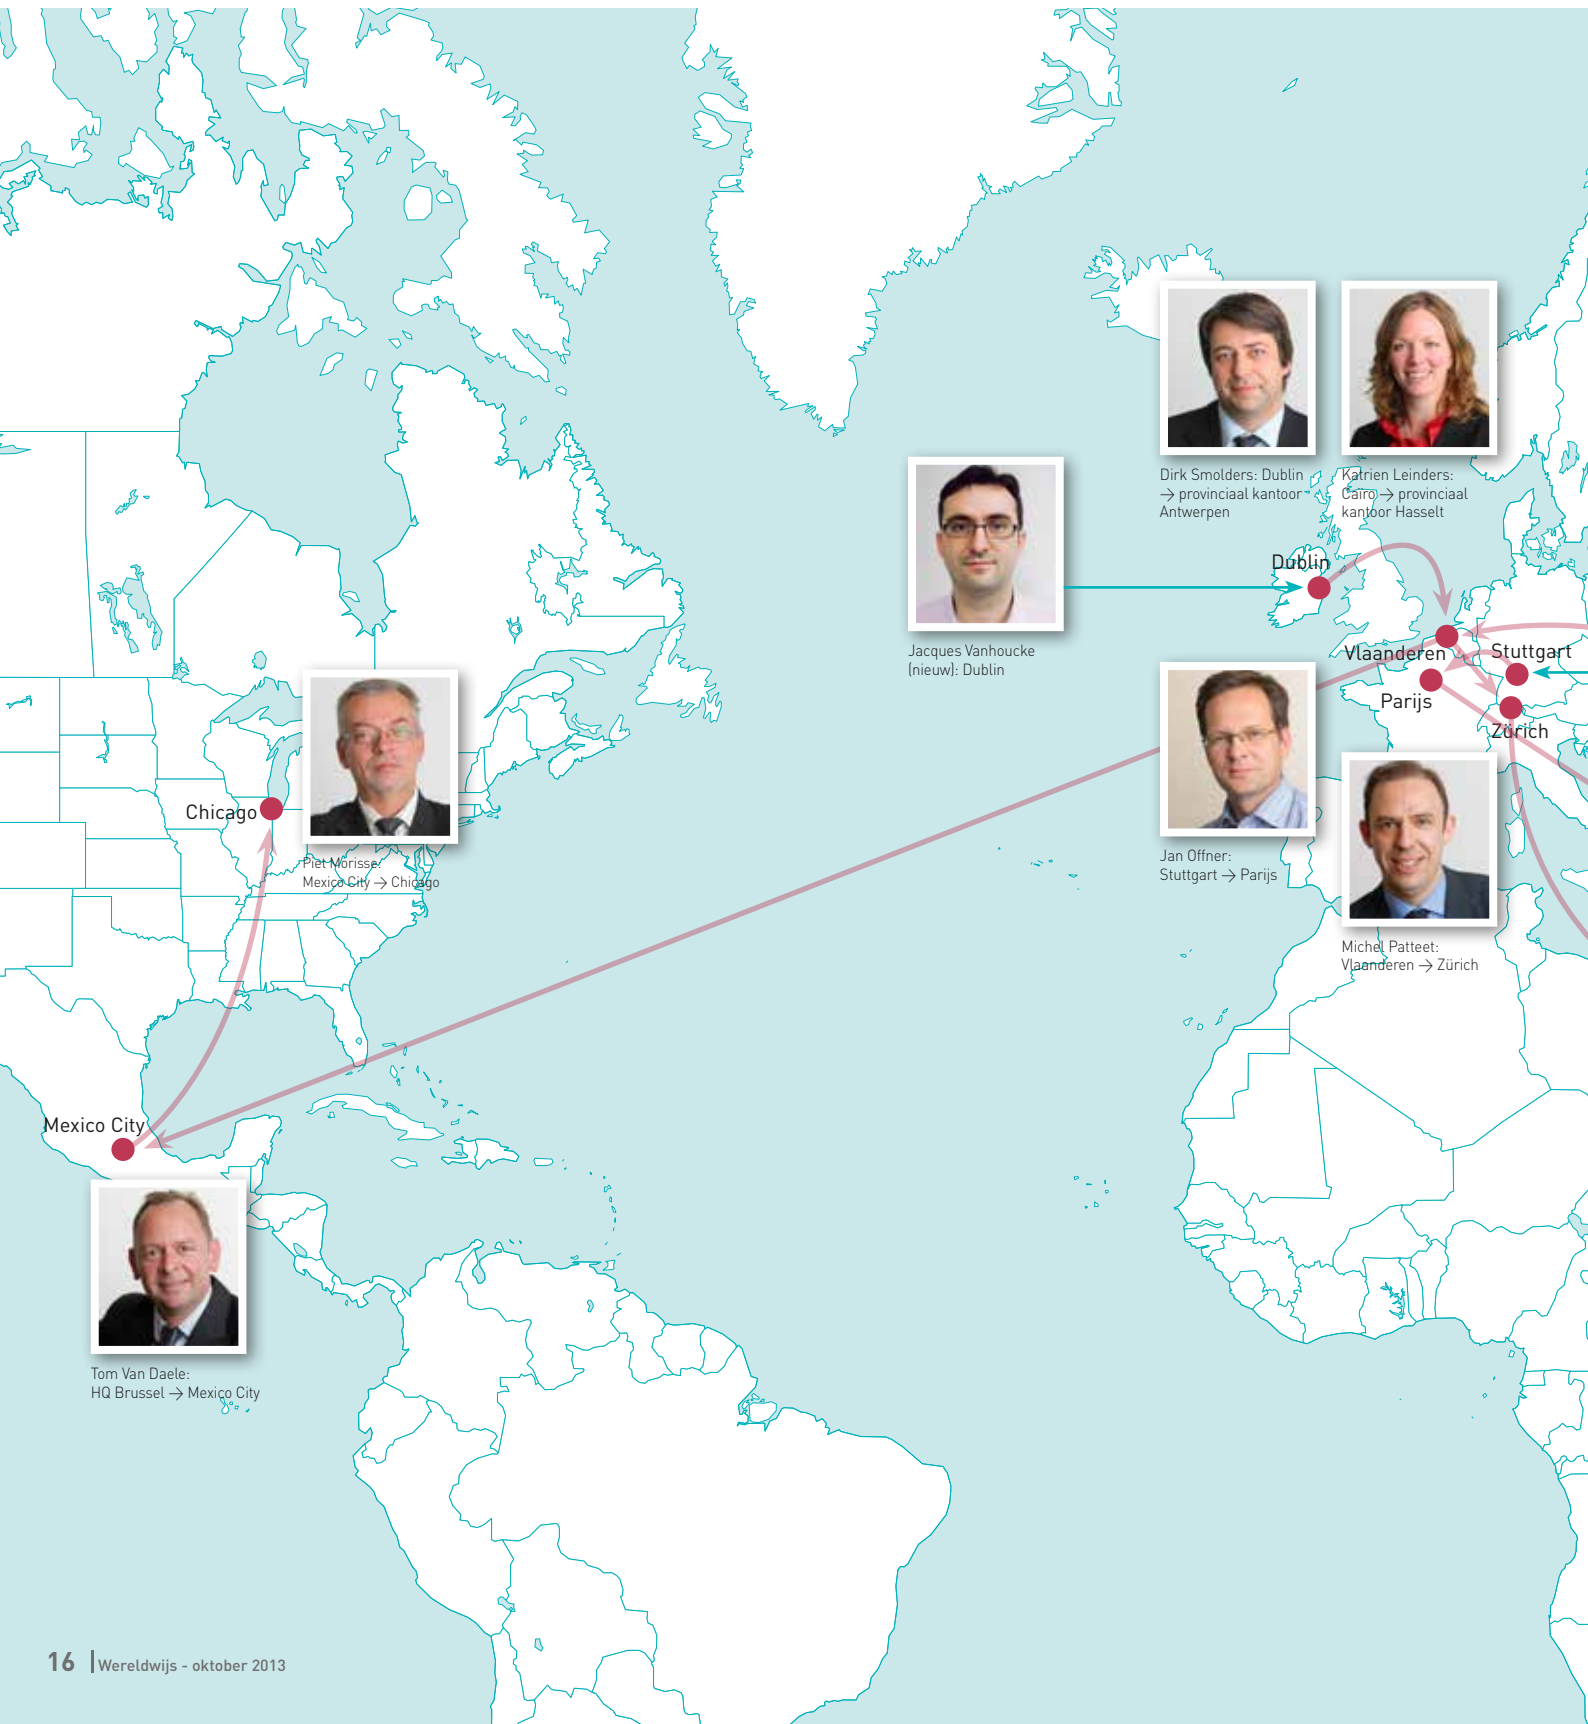 Dirk Smolders: Dublin
→ provinciaal kantoor
Antwerpen
Katrien Leinders:
Caïro → provinciaal
kantoor Hasselt
Dublin
Jacques Vanhoucke
(nieuw): Dublin
Vlaanderen
Stuttgart
Parijs
Zürich
Chicago
Piet Morisse:
Mexico City → Chicago
Jan Offner:
Stuttgart → Parijs
Michel Patteet:
Vlaanderen → Zürich
Mexico City
Tom Van Daele:
HQ Brussel → Mexico City
16 | Wereldwijs - oktober 2013